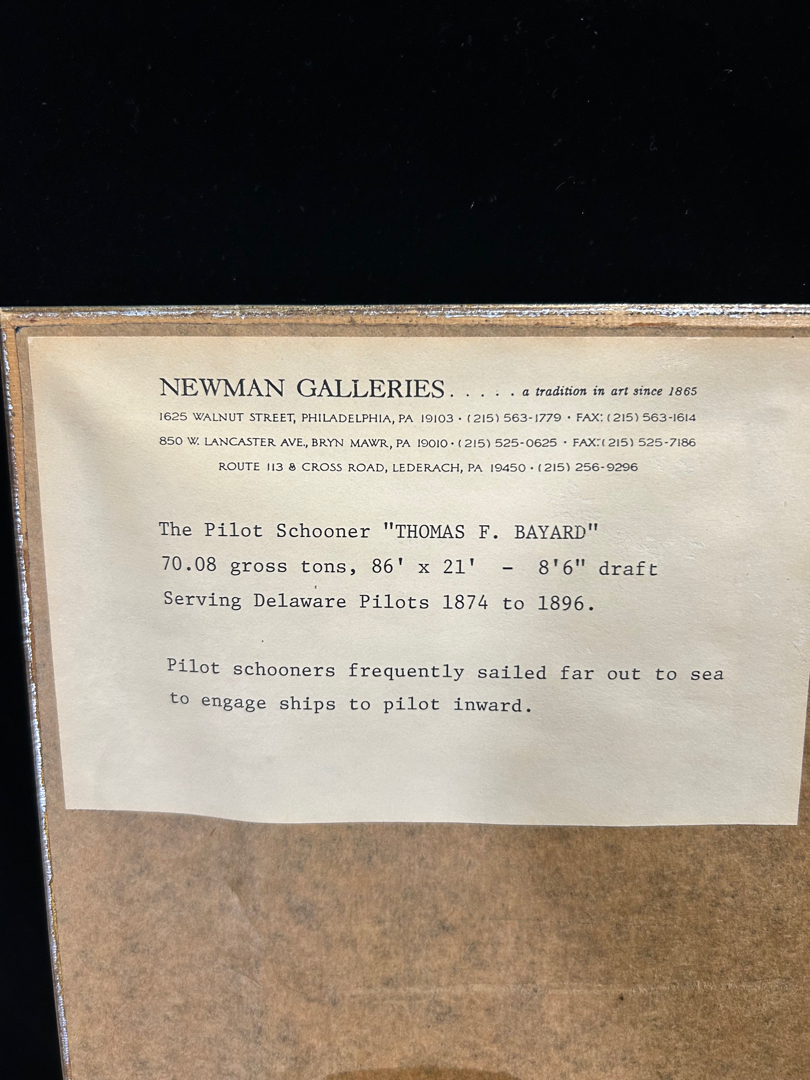 NEWMAN GALLERIES. . . . . a tradition in art since 1865
1625 WALNUT STREET, PHILADELPHIA, PA 19103 • (215) 563-1779 • FAX: (215) 563-1614
850 W. LANCASTER AVE., BRYN MAWR, PA 19010 • (215) 525-0625 • FAX: (215) 525-7186
ROUTE 113 & CROSS ROAD, LEDERACH, PA 19450 • (215) 256-9296
The Pilot Schooner "THOMAS F. BAYARD"
70.08 gross tons, 86' x 21' - 8'6" draft
Serving Delaware Pilots 1874 to 1896.
Pilot schooners frequently sailed far out to sea
to engage ships to pilot inward.